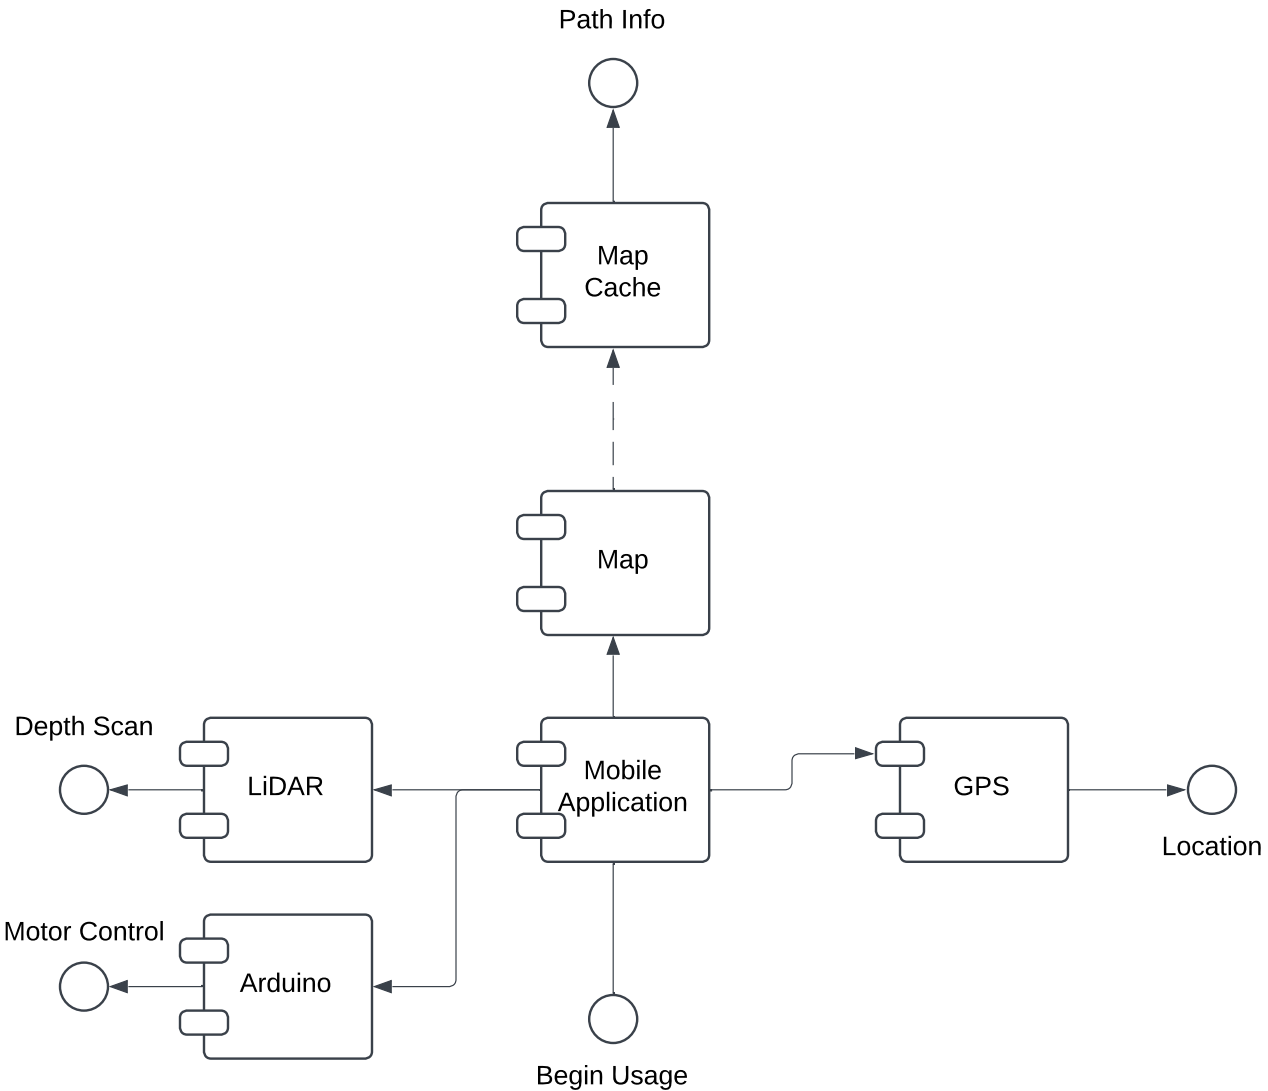 Path Info
Map
Cache
Map
Depth Scan
LiDAR
Mobile
Application
GPS
Location
Motor Control
Arduino
Begin Usage